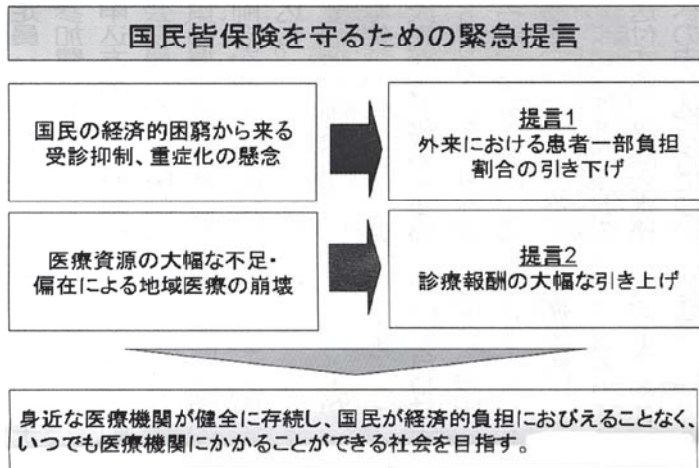 国民皆保険を守るための緊急提言
国民の経済的困窮から来る
受診抑制、重症化の懸念
提言1
外来における患者一部負担
割合の引き下げ
医療資源の大幅な不足・
偏在による地域医療の崩壊
提言2
診療報酬の大幅な引き上げ
身近な医療機関が健全に存続し、国民が経済的負担におびえることなく、
いつでも医療機関にかかることができる社会を目指す。